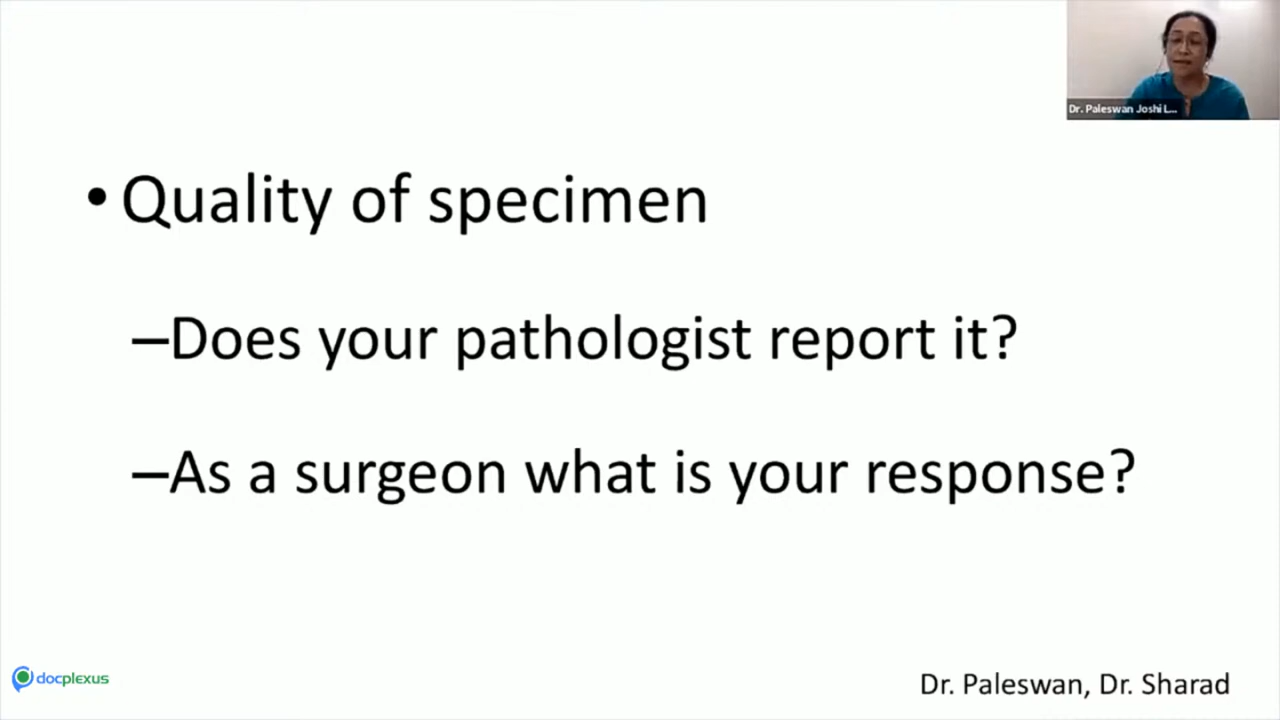 Dr. Paleswan Joshi L...
• Quality of specimen
–Does your pathologist report it?
–As a surgeon what is your response?
docplexus
Dr. Paleswan, Dr. Sharad